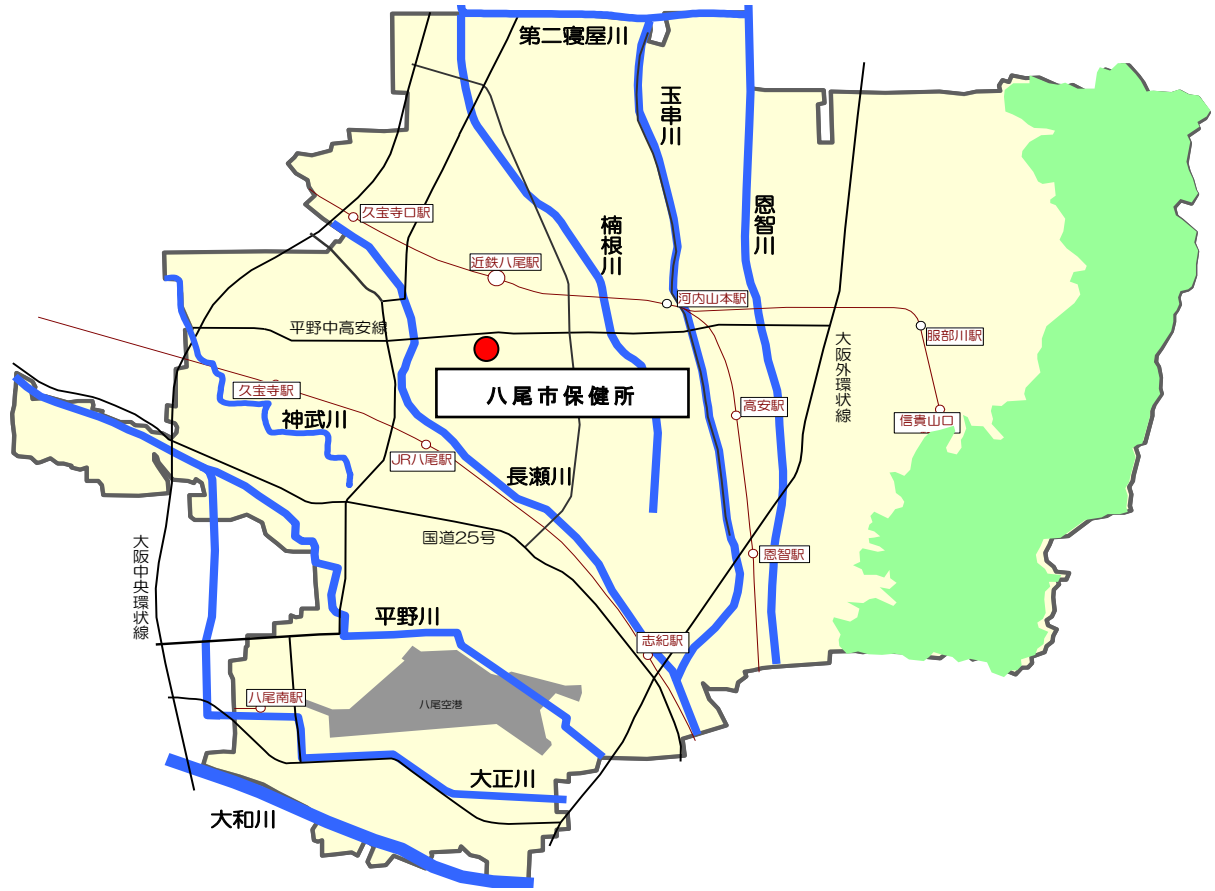 第二寝屋川
玉串川
恩智川
楠根川
久宝寺口駅
近鉄八尾駅
河内山本駅
平野中高安線
服部川駅
大阪外環状線
八尾市保健所
久宝寺駅
神武川
高安駅
信貴山口
JR八尾駅
長瀬川
国道25号
大阪中央環状線
恩智駅
平野川
志紀駅
八尾南駅
八尾空港
大正川
大和川